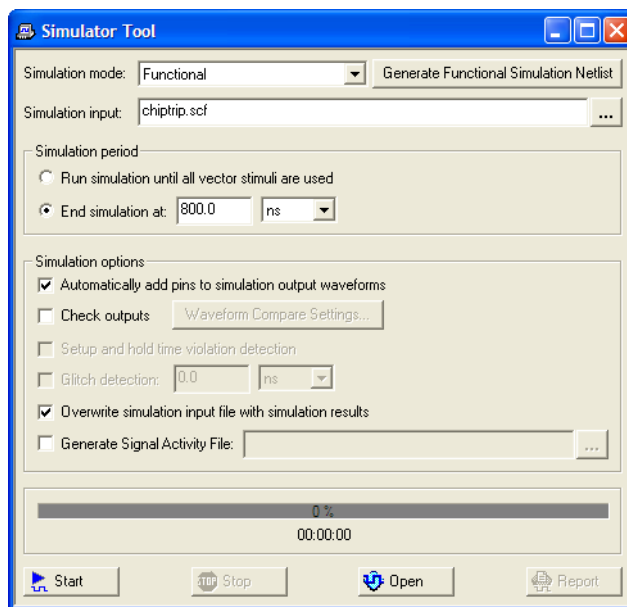 Simulator Tool
Simulation mode: Functional Generate Functional Simulation Netlist
Simulation input: chiptrip.scf ...
Simulation period
Run simulation until all vector stimuli are used
End simulation at: 800.0 ns
Simulation options
Automatically add pins to simulation output waveforms
Check outputs Waveform Compare Settings...
Setup and hold time violation detection
Glitch detection: 0.0 ns
Overwrite simulation input file with simulation results
Generate Signal Activity File: ...
0 %
00:00:00
Start STOP Stop Open Report